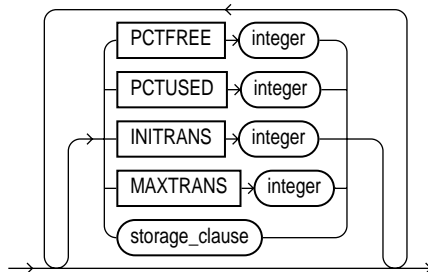 PCTFREE integer
PCTUSED integer
INITRANS integer
MAXTRANS integer
storage_clause